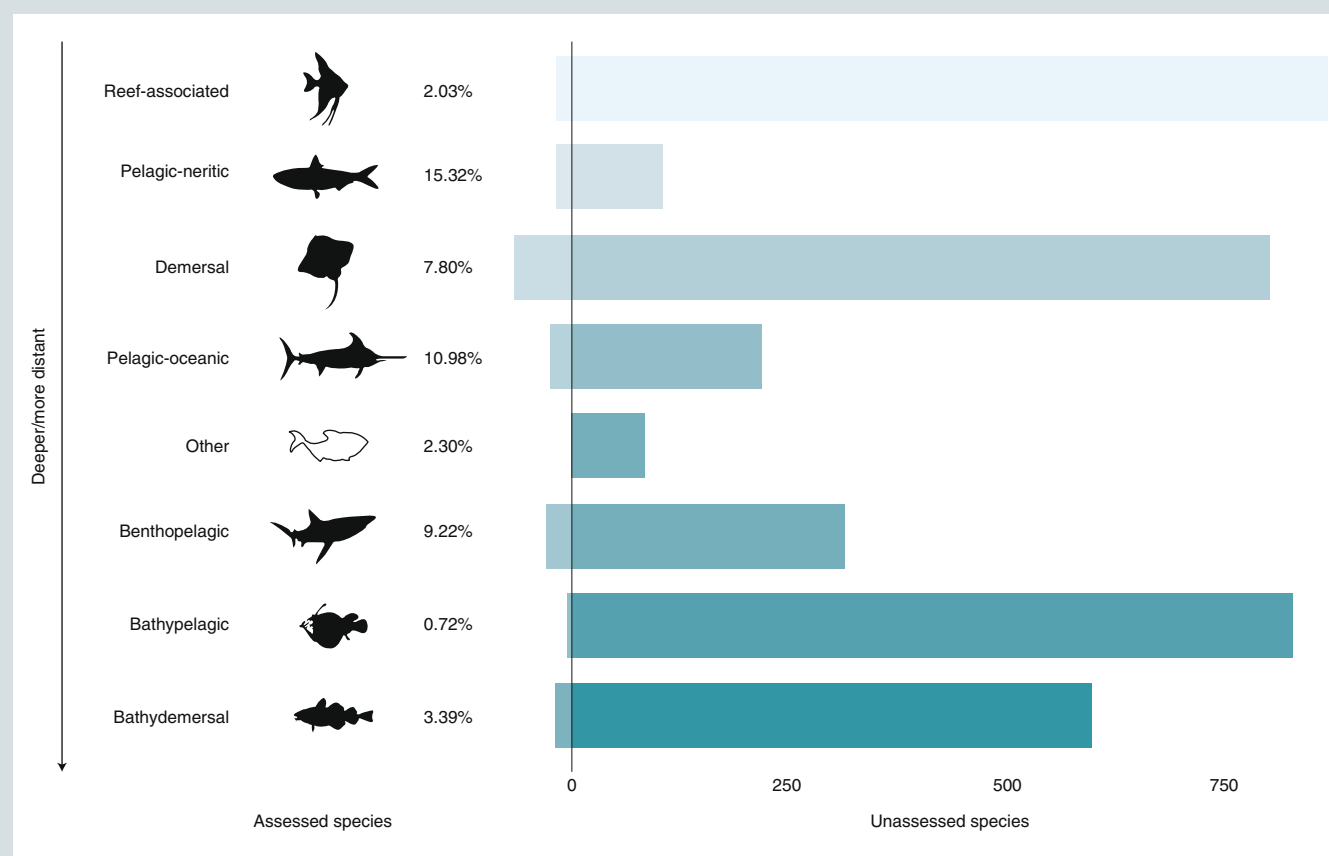 Deeper/more distant
Reef-associated 2.03%
Pelagic-neritic 15.32%
Demersal 7.80%
Pelagic-oceanic 10.98%
Other 2.30%
Benthopelagic 9.22%
Bathypelagic 0.72%
Bathydemersal 3.39%
0 250 500 750
Assessed species Unassessed species